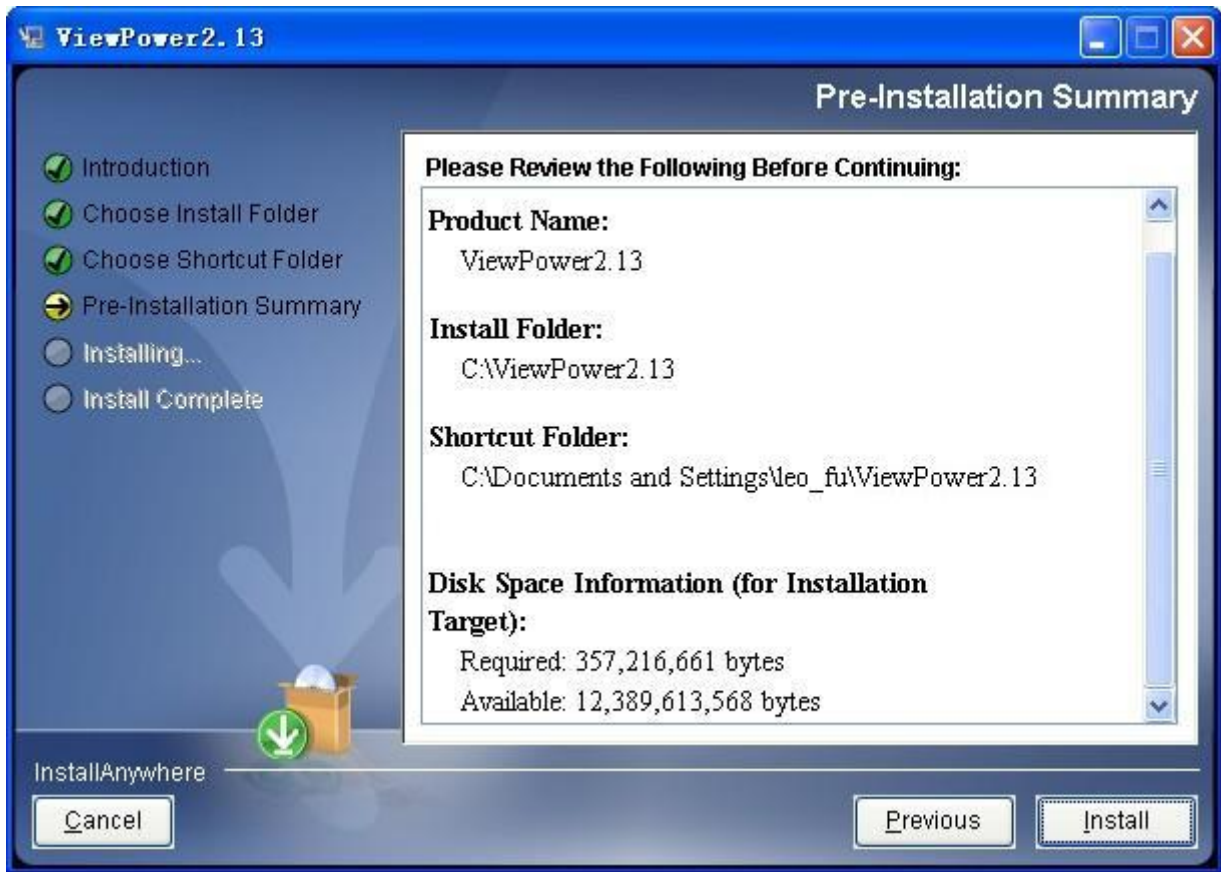 ViewPower2.13
Pre-Installation Summary
Introduction
Choose Install Folder
Choose Shortcut Folder
Pre-Installation Summary
Installing...
Install Complete
Please Review the Following Before Continuing:
Product Name:
ViewPower2.13
Install Folder:
C:\ViewPower2.13
Shortcut Folder:
C:\Documents and Settings\leo_fu\ViewPower2.13
Disk Space Information (for Installation
Target):
Required: 357,216,661 bytes
Available: 12,389,613,568 bytes
InstallAnywhere
Cancel
Previous
Install